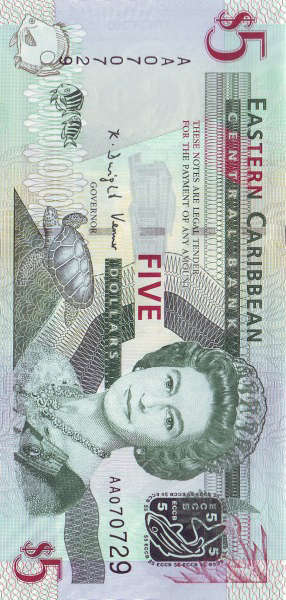 $5
EASTERN CARIBBEAN
CENTRAL BANK
THESE NOTES ARE LEGAL TENDER
FOR THE PAYMENT OF ANY AMOUNT
FIVE
DOLLARS
K. Dwight Venner
GOVERNOR
AA070729
AA070729
ECCB
5
ECCB
5
$5